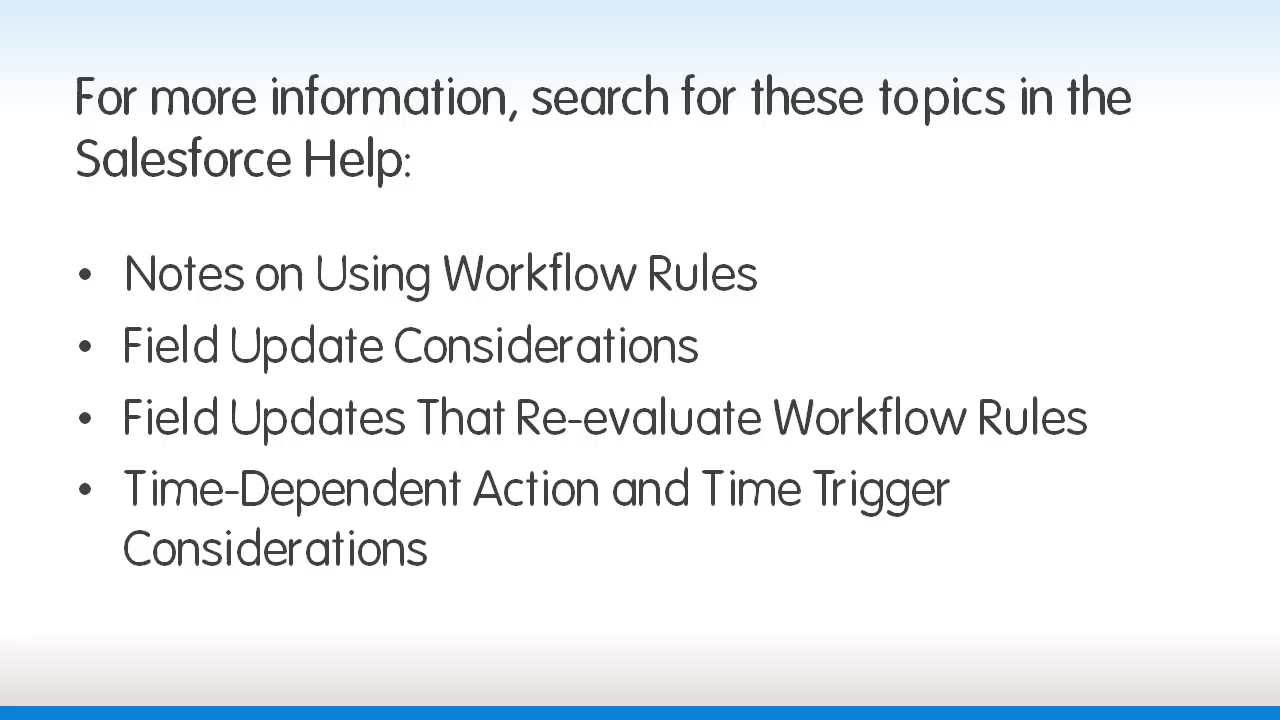 For more information, search for these topics in the
Salesforce Help:
• Notes on Using Workflow Rules
• Field Update Considerations
• Field Updates That Re-evaluate Workflow Rules
• Time-Dependent Action and Time Trigger
Considerations